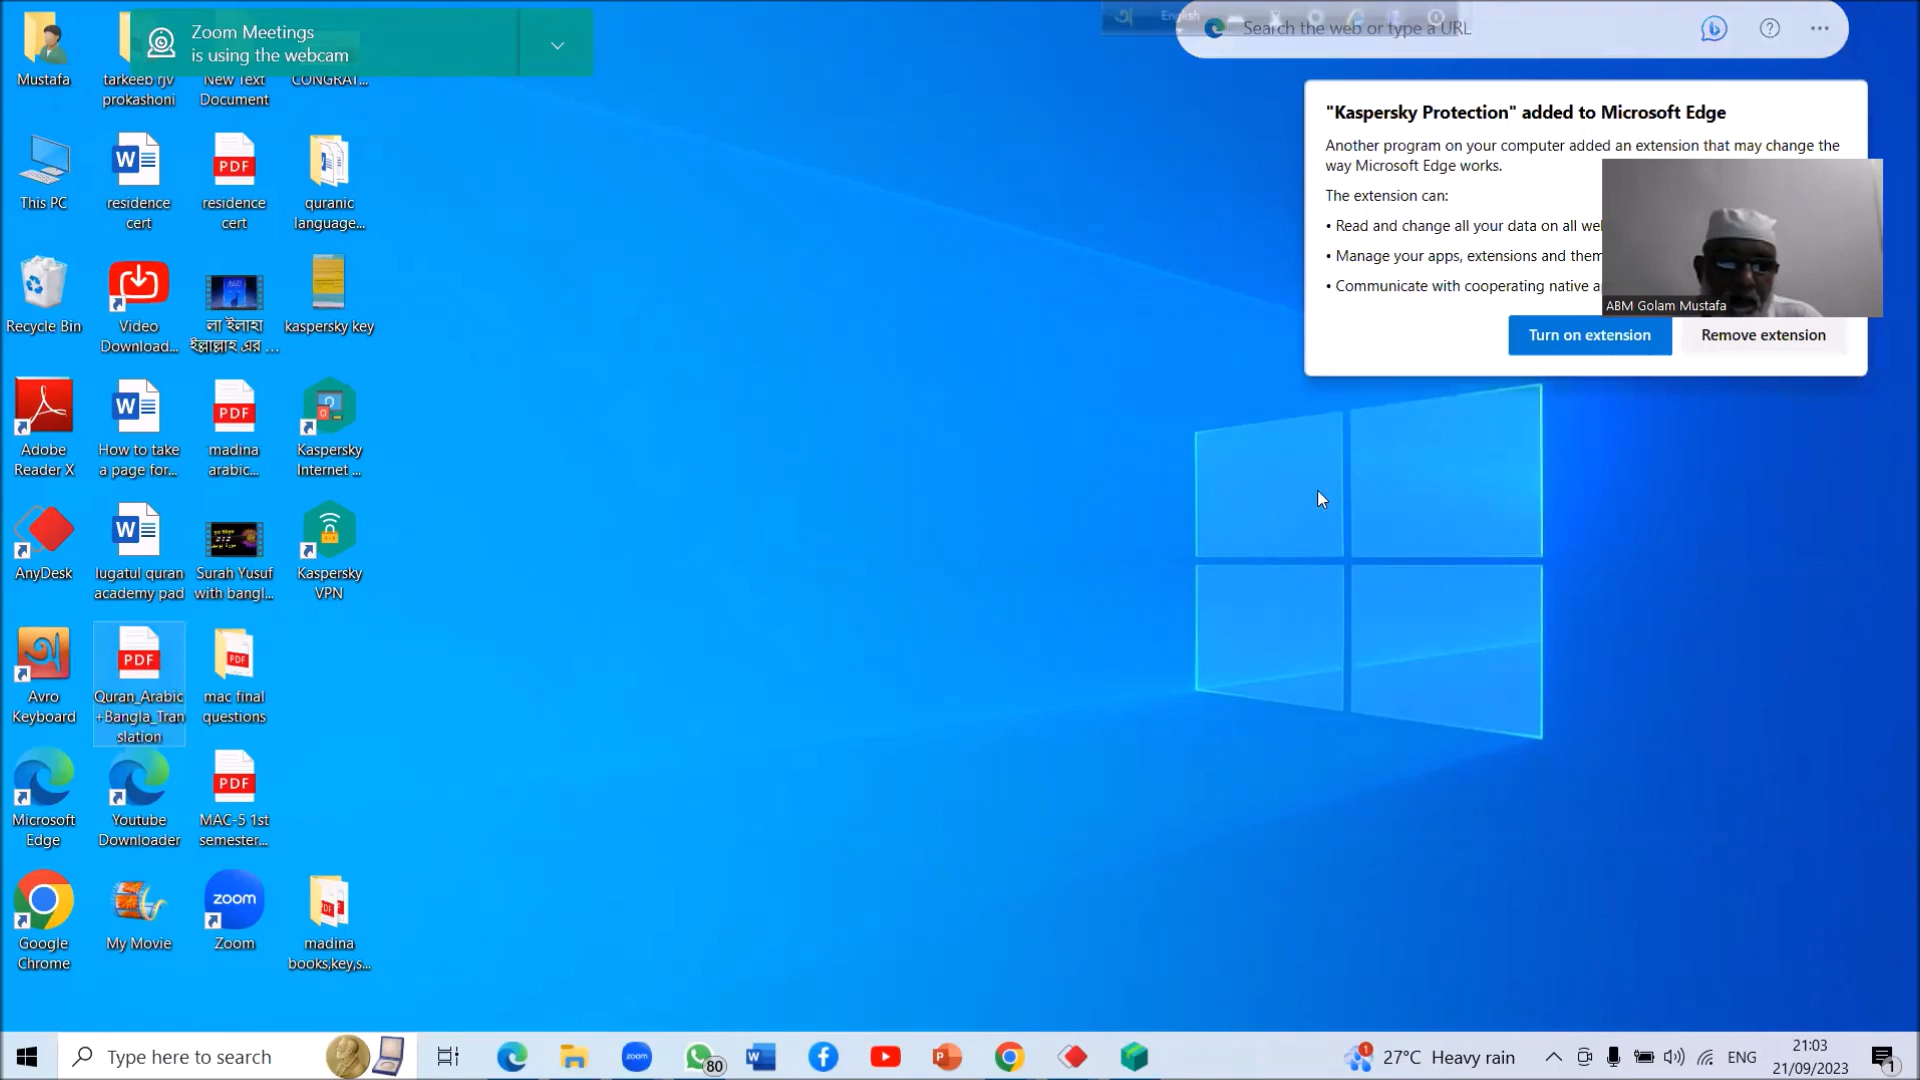 Zoom Meetings
is using the webcam
English
Search the web or type a URL
Mustafa
tarkeeb rjv
prokashoni
New Text
Document
CONGRAT...
"Kaspersky Protection" added to Microsoft Edge
Another program on your computer added an extension that may change the
way Microsoft Edge works.
The extension can:
• Read and change all your data on all
• Manage your apps, extensions and
• Communicate with cooperating native
ABM Golam Mustafa
Turn on extension
Remove extension
This PC
residence
cert
residence
cert
quranic
language...
Recycle Bin
Video
Download...
লা ইলাহা
ইল্লাল্লাহ এর ...
kaspersky key
Adobe
Reader X
How to take
a page for...
madina
arabic...
Kaspersky
Internet ...
AnyDesk
lugatul quran
academy pad
Surah Yusuf
with bangl...
Kaspersky
VPN
Avro
Keyboard
Quran_Arabic
+Bangla_Tran
slation
mac final
questions
Microsoft
Edge
Youtube
Downloader
MAC-5 1st
semester...
Google
Chrome
My Movie
zoom
Zoom
madina
books,key,s...
Type here to search
zoom
80
1
27°C Heavy rain
ENG
21:03
21/09/2023
1